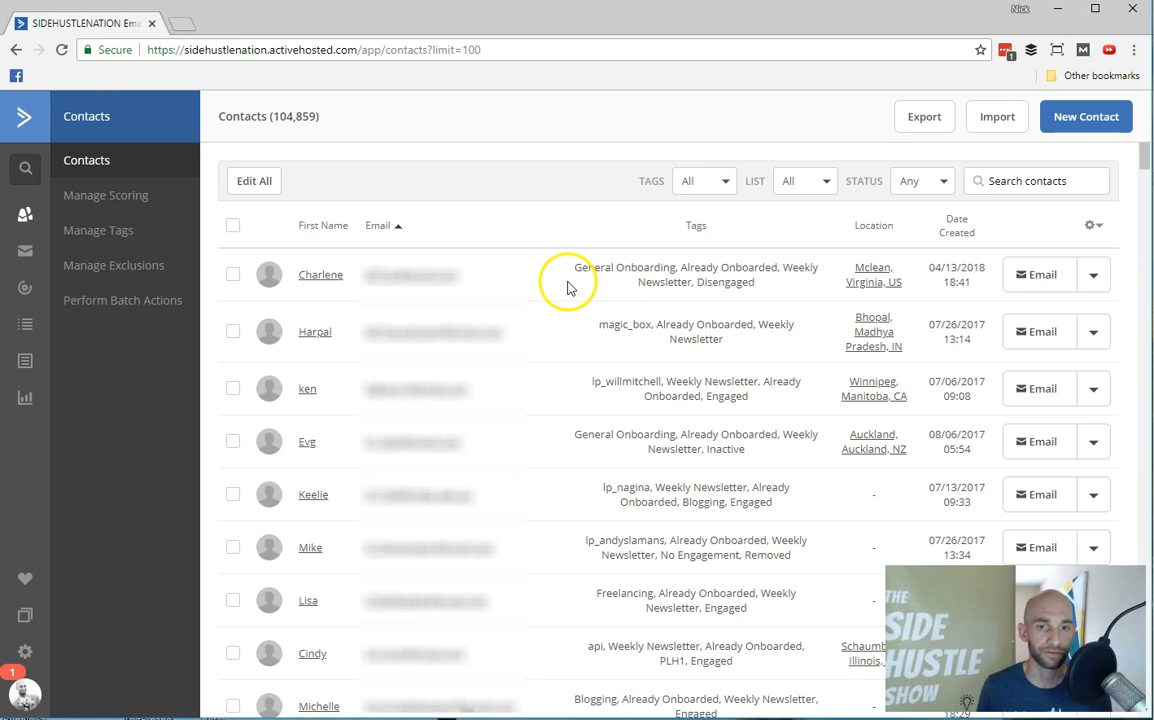 Nick
SIDEHUSTLENATION Ema
Secure
https://sidehustlenation.activehosted.com/app/contacts?limit=100
1
M
Other bookmarks
Contacts
Contacts (104,859)
Export
Import
New Contact
Contacts
Manage Scoring
Manage Tags
Manage Exclusions
Perform Batch Actions
Edit All
TAGS
All
LIST
All
STATUS
Any
Search contacts
First Name
Email
Tags
Location
Date
Created
Charlene
General Onboarding, Already Onboarded, Weekly
Newsletter, Disengaged
Mclean,
Virginia, US
04/13/2018
18:41
Email
Harpal
magic_box, Already Onboarded, Weekly
Newsletter
Bhopal,
Madhya
Pradesh, IN
07/26/2017
13:14
Email
ken
lp_willmitchell, Weekly Newsletter, Already
Onboarded, Engaged
Winnipeg,
Manitoba, CA
07/06/2017
09:08
Email
Evg
General Onboarding, Already Onboarded, Weekly
Newsletter, Inactive
Auckland,
Auckland, NZ
08/06/2017
05:54
Email
Keelie
lp_nagina, Weekly Newsletter, Already
Onboarded, Blogging, Engaged
-
07/13/2017
09:33
Email
Mike
lp_andyslamans, Already Onboarded, Weekly
Newsletter, No Engagement, Removed
-
07/26/2017
13:34
Email
Lisa
Freelancing, Already Onboarded, Weekly
Newsletter, Engaged
-
Cindy
api, Weekly Newsletter, Already Onboarded,
PLH1, Engaged
Schaumb
Illinois,
Michelle
Blogging, Already Onboarded, Weekly Newsletter,
Engaged
18:29
1
THE
SIDE
HUSTLE
SHOW